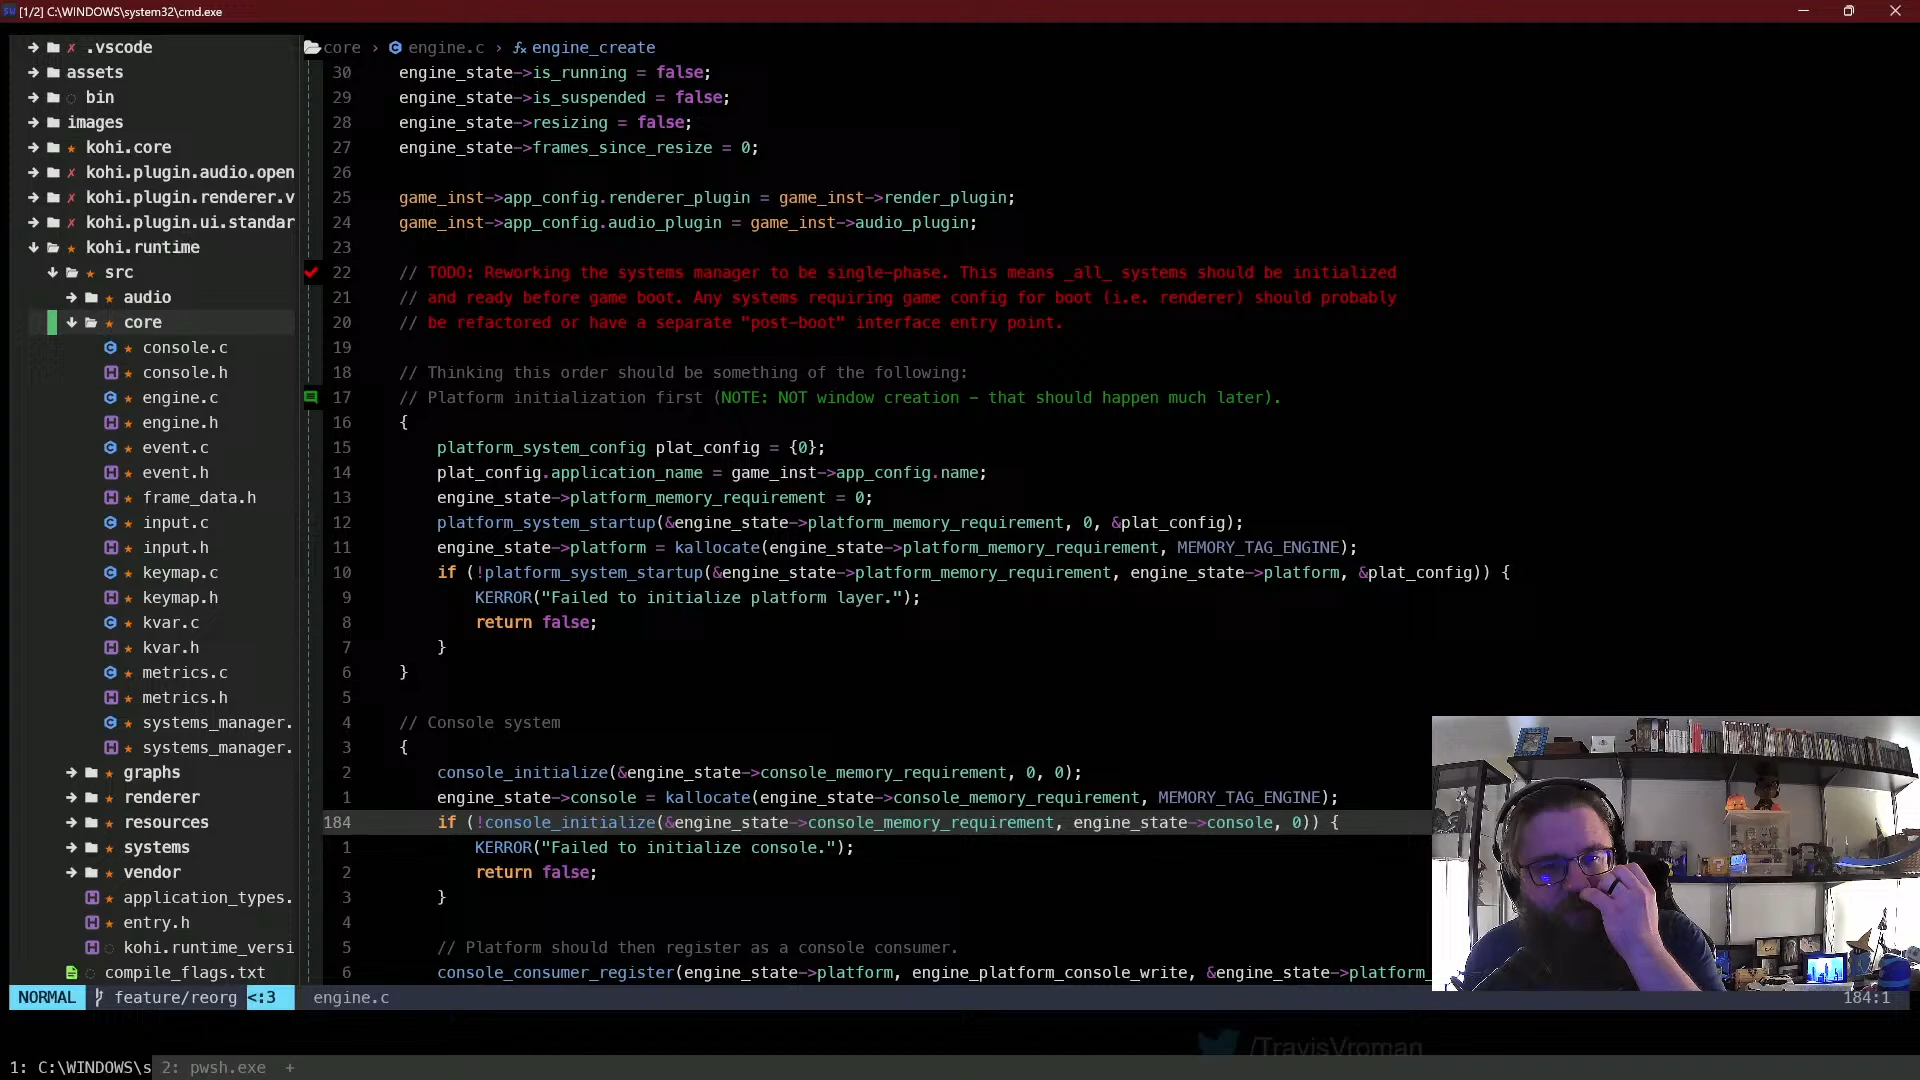 [1/2] C:\WINDOWS\system32\cmd.exe
.vscode
assets
bin
images
kohi.core
kohi.plugin.audio.open
kohi.plugin.renderer.v
kohi.plugin.ui.standar
kohi.runtime
src
audio
core
console.c
console.h
engine.c
engine.h
event.c
event.h
frame_data.h
input.c
input.h
keymap.c
keymap.h
kvar.c
kvar.h
metrics.c
metrics.h
systems_manager.
systems_manager.
graphs
renderer
resources
systems
vendor
application_types.
entry.h
kohi.runtime_versi
compile_flags.txt
core › engine.c › engine_create
30 engine_state->is_running = false;
29 engine_state->is_suspended = false;
28 engine_state->resizing = false;
27 engine_state->frames_since_resize = 0;
26
25 game_inst->app_config.renderer_plugin = game_inst->render_plugin;
24 game_inst->app_config.audio_plugin = game_inst->audio_plugin;
23
22 // TODO: Reworking the systems manager to be single-phase. This means _all_ systems should be initialized
21 // and ready before game boot. Any systems requiring game config for boot (i.e. renderer) should probably
20 // be refactored or have a separate "post-boot" interface entry point.
19
18 // Thinking this order should be something of the following:
17 // Platform initialization first (NOTE: NOT window creation - that should happen much later).
16 {
15 platform_system_config plat_config = {0};
14 plat_config.application_name = game_inst->app_config.name;
13 engine_state->platform_memory_requirement = 0;
12 platform_system_startup(&engine_state->platform_memory_requirement, 0, &plat_config);
11 engine_state->platform = kallocate(engine_state->platform_memory_requirement, MEMORY_TAG_ENGINE);
10 if (!platform_system_startup(&engine_state->platform_memory_requirement, engine_state->platform, &plat_config)) {
9 KERROR("Failed to initialize platform layer.");
8 return false;
7 }
6 }
5
4 // Console system
3 {
2 console_initialize(&engine_state->console_memory_requirement, 0, 0);
1 engine_state->console = kallocate(engine_state->console_memory_requirement, MEMORY_TAG_ENGINE);
184 if (!console_initialize(&engine_state->console_memory_requirement, engine_state->console, 0)) {
1 KERROR("Failed to initialize console.");
2 return false;
3 }
4
5 // Platform should then register as a console consumer.
6 console_consumer_register(engine_state->platform, engine_platform_console_write, &engine_state->platform_
NORMAL feature/reorg <:3 engine.c 184:1
/TravisVroman
1: C:\WINDOWS\s 2: pwsh.exe +